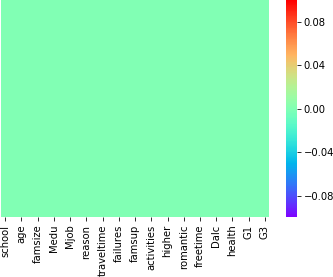 0.08
0.04
0.00
−0.04
−0.08
school
age
famsize
Medu
Mjob
reason
traveltime
failures
famsup
activities
higher
romantic
freetime
Dalc
health
G1
G3